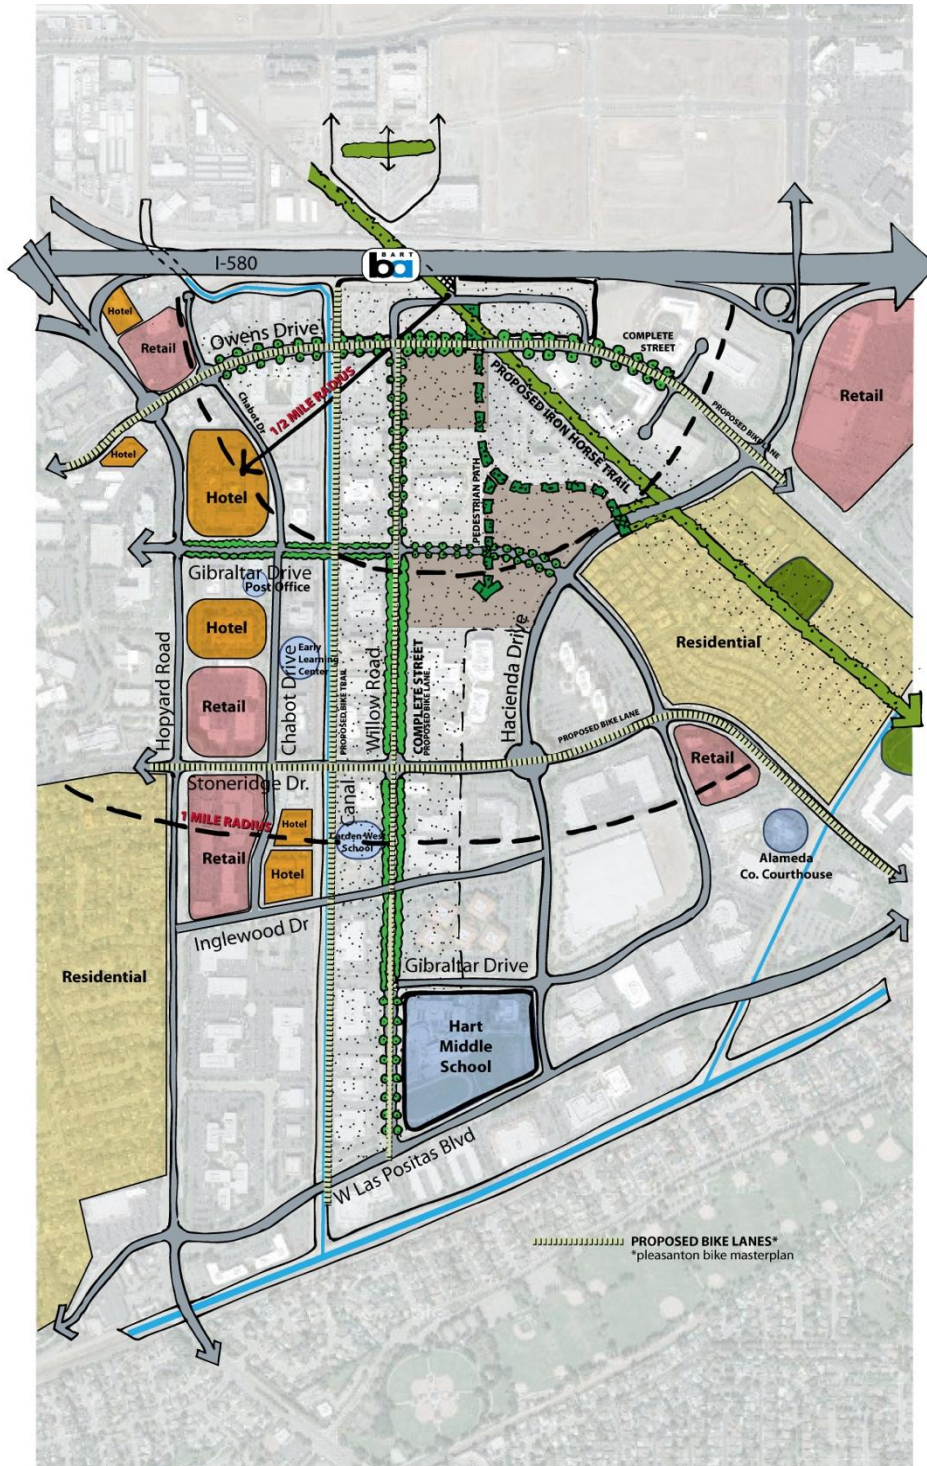 I-580
BART
ba
Hotel
Retail
Owens Drive
COMPLETE
STREET
1/2 MILE RADIUS
Chabot Dr
PROPOSED IRON HORSE TRAIL
PROPOSED BIKE LANE
Retail
Hotel
Hotel
PEDESTRIAN PATH
Gibraltar Drive
Post Office
Hotel
Early
Learning
Center
Residential
Hopyard Road
Chabot Drive
PROPOSED BIKE TRAIL
Willow Road
COMPLETE STREET
PROPOSED BIKE LANE
Hacienda Drive
Retail
PROPOSED BIKE LANE
Retail
Stoneridge Dr.
Canal
1 MILE RADIUS
Hotel
School
Retail
Hotel
Alameda
Co. Courthouse
Inglewood Dr
Residential
Gibraltar Drive
Hart
Middle
School
W Las Positas Blvd
PROPOSED BIKE LANES*
*pleasanton bike masterplan